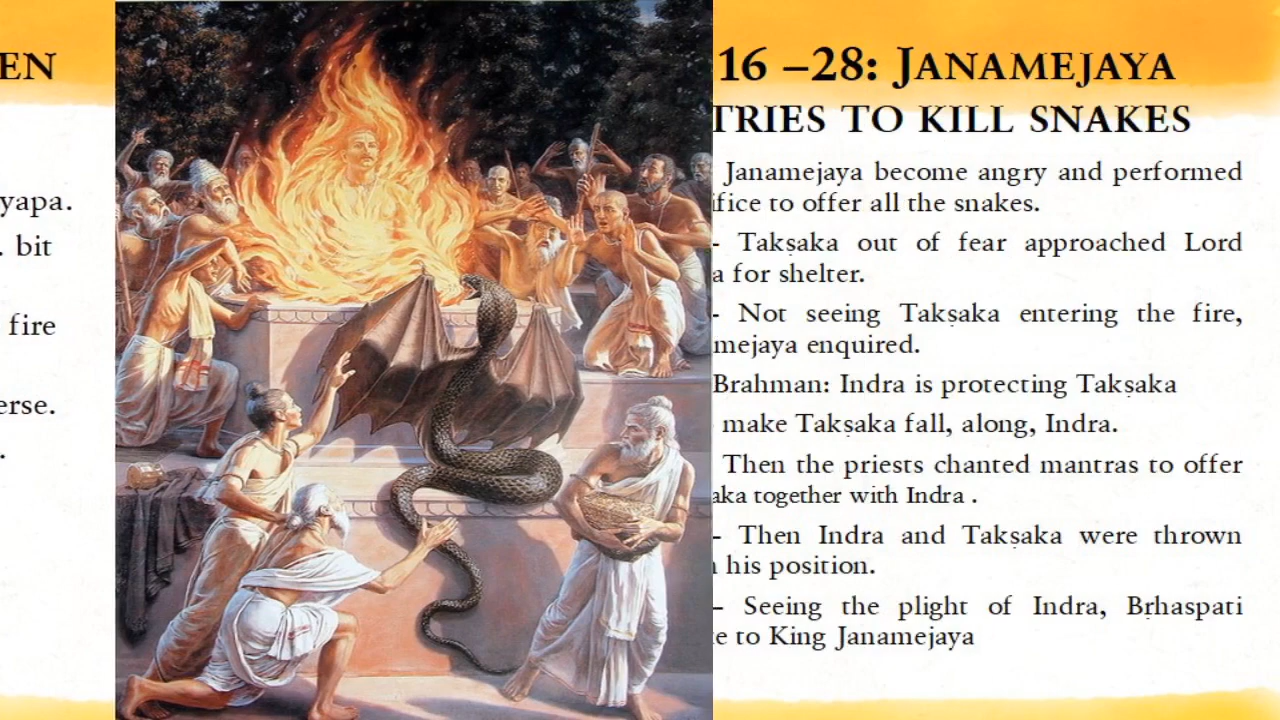 EN
yapa.
. bit
fire
erse.
.
16 –28: JANAMEJAYA
TRIES TO KILL SNAKES
Janamejaya become angry and performed
ifice to offer all the snakes.
- Takṣaka out of fear approached Lord
a for shelter.
- Not seeing Takṣaka entering the fire,
mejaya enquired.
Brahman: Indra is protecting Takṣaka
make Takṣaka fall, along, Indra.
Then the priests chanted mantras to offer
aka together with Indra .
- Then Indra and Takṣaka were thrown
his position.
– Seeing the plight of Indra, Bṛhaspati
e to King Janamejaya